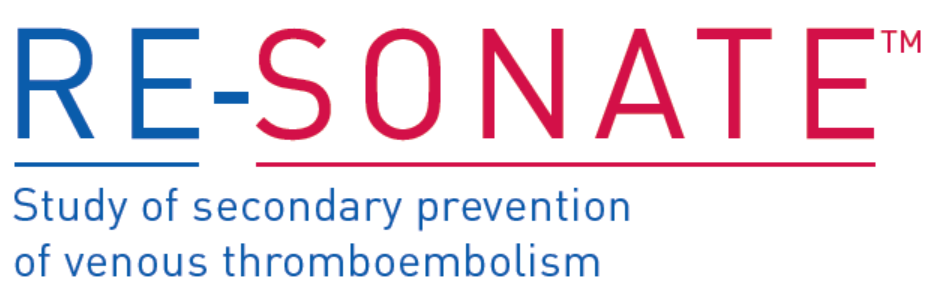 RE-SONATE™
Study of secondary prevention
of venous thromboembolism